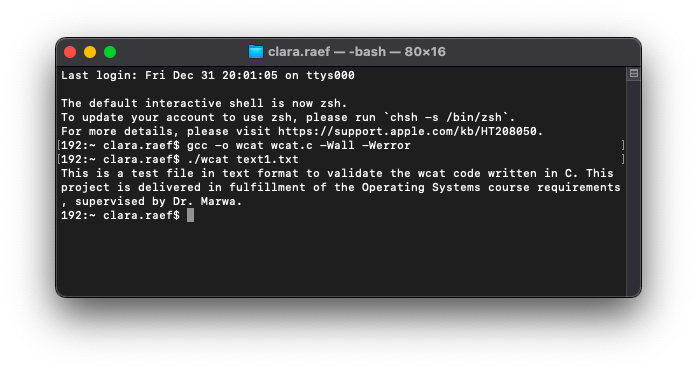 clara.raef — -bash — 80×16
Last login: Fri Dec 31 20:01:05 on ttys000
The default interactive shell is now zsh.
To update your account to use zsh, please run `chsh -s /bin/zsh`.
For more details, please visit https://support.apple.com/kb/HT208050.
[192:~ clara.raef$ gcc -o wcat wcat.c -Wall -Werror ]
[192:~ clara.raef$ ./wcat text1.txt ]
This is a test file in text format to validate the wcat code written in C. This
project is delivered in fulfillment of the Operating Systems course requirements
, supervised by Dr. Marwa.
192:~ clara.raef$